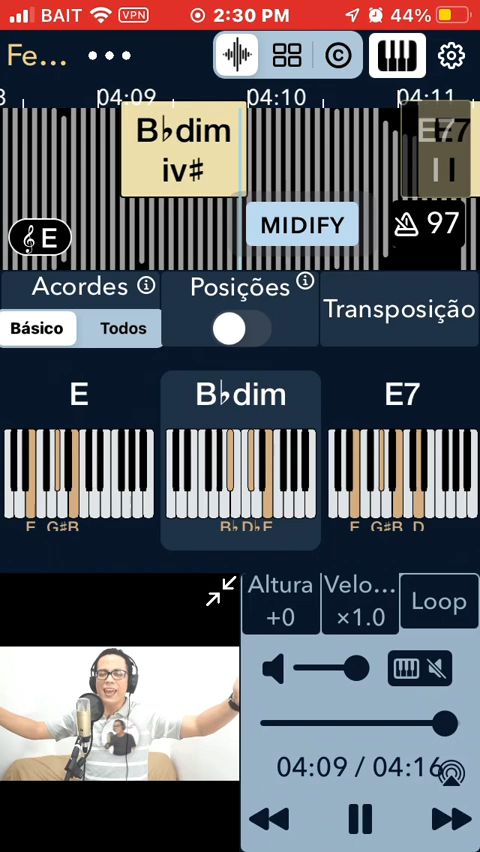 BAIT VPN 2:30 PM 44%
Fe... ••• ©
3 04:09 04:10 04:11
B♭dim E7
iv# I
MIDIFY
E 97
Acordes Posições Transposição
Básico Todos
E B♭dim E7
E G#B B♭D♭E E G#B D
Altura Velo... Loop
+0 ×1.0
04:09 / 04:16